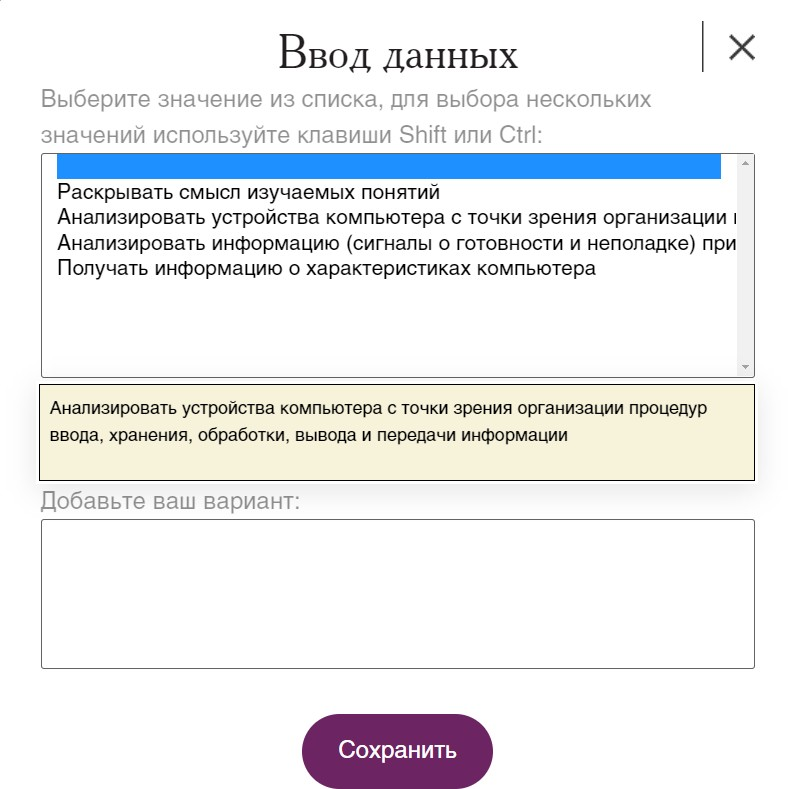 Ввод данных
Выберите значение из списка, для выбора нескольких
значений используйте клавиши Shift или Ctrl:
Раскрывать смысл изучаемых понятий
Анализировать устройства компьютера с точки зрения организации
Анализировать информацию (сигналы о готовности и неполадке) при
Получать информацию о характеристиках компьютера
Анализировать устройства компьютера с точки зрения организации процедур
ввода, хранения, обработки, вывода и передачи информации
Добавьте ваш вариант:
Сохранить